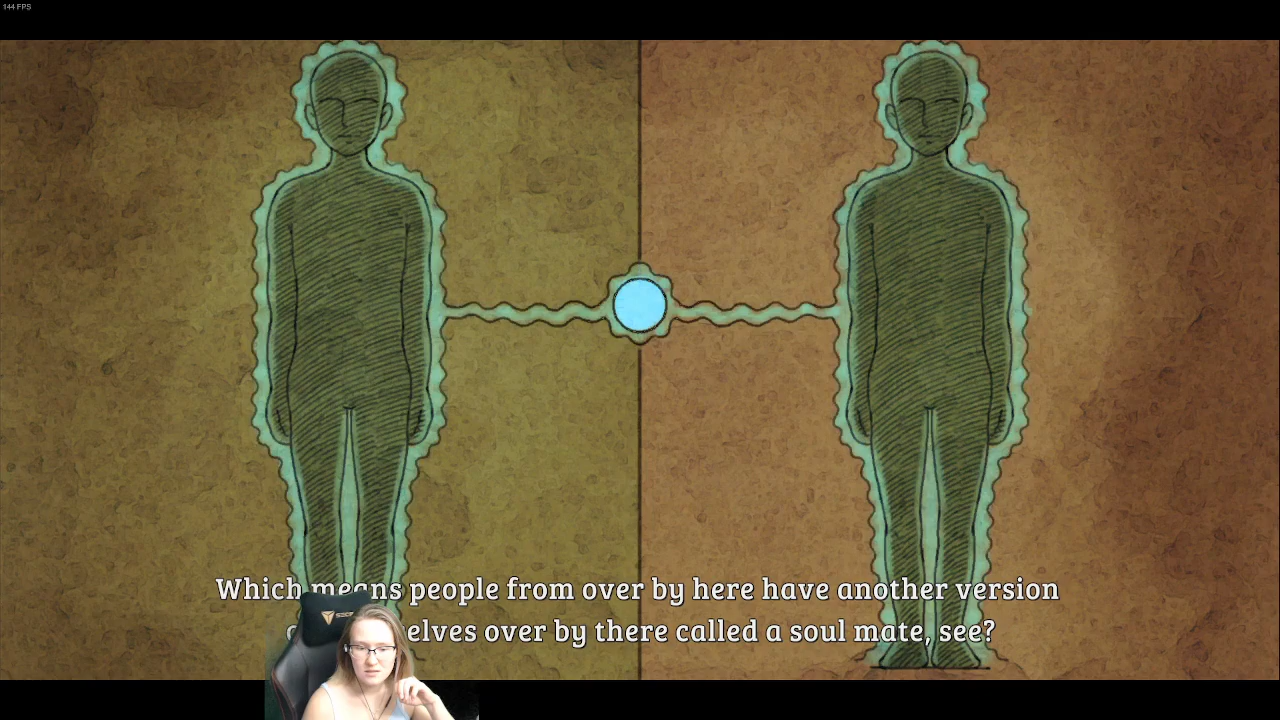 144 FPS
Which means people from over by here have another version
elves over by there called a soul mate, see?